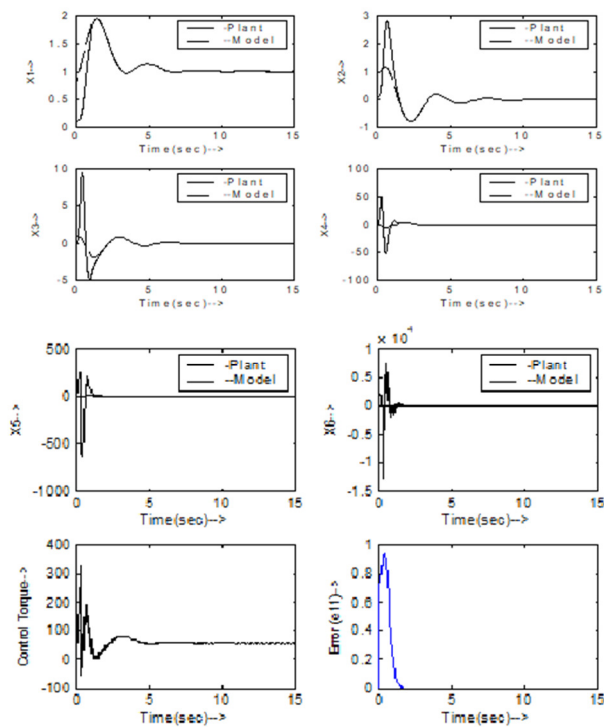 2
1.5
1
0.5
0
X1-->
-Plant
--Model
0
5
10
15
Time(sec)-->
3
2
1
0
-1
X2-->
-Plant
--Model
0
5
10
15
Time(sec)-->
10
5
0
-5
X3-->
-Plant
--Model
0
5
10
15
Time(sec)-->
100
50
0
-50
-100
X4-->
-Plant
--Model
0
5
10
15
Time(sec)-->
500
0
-500
-1000
X5-->
-Plant
--Model
0
5
10
15
Time(sec)-->
× 10⁴
1
0.5
0
-0.5
-1
-1.5
X6-->
-Plant
--Model
0
5
10
15
Time(sec)-->
400
300
200
100
0
-100
Control Torque-->
0
5
10
15
Time(sec)-->
1
0.8
0.6
0.4
0.2
0
Error(e11)-->
0
5
10
15
Time(sec)-->